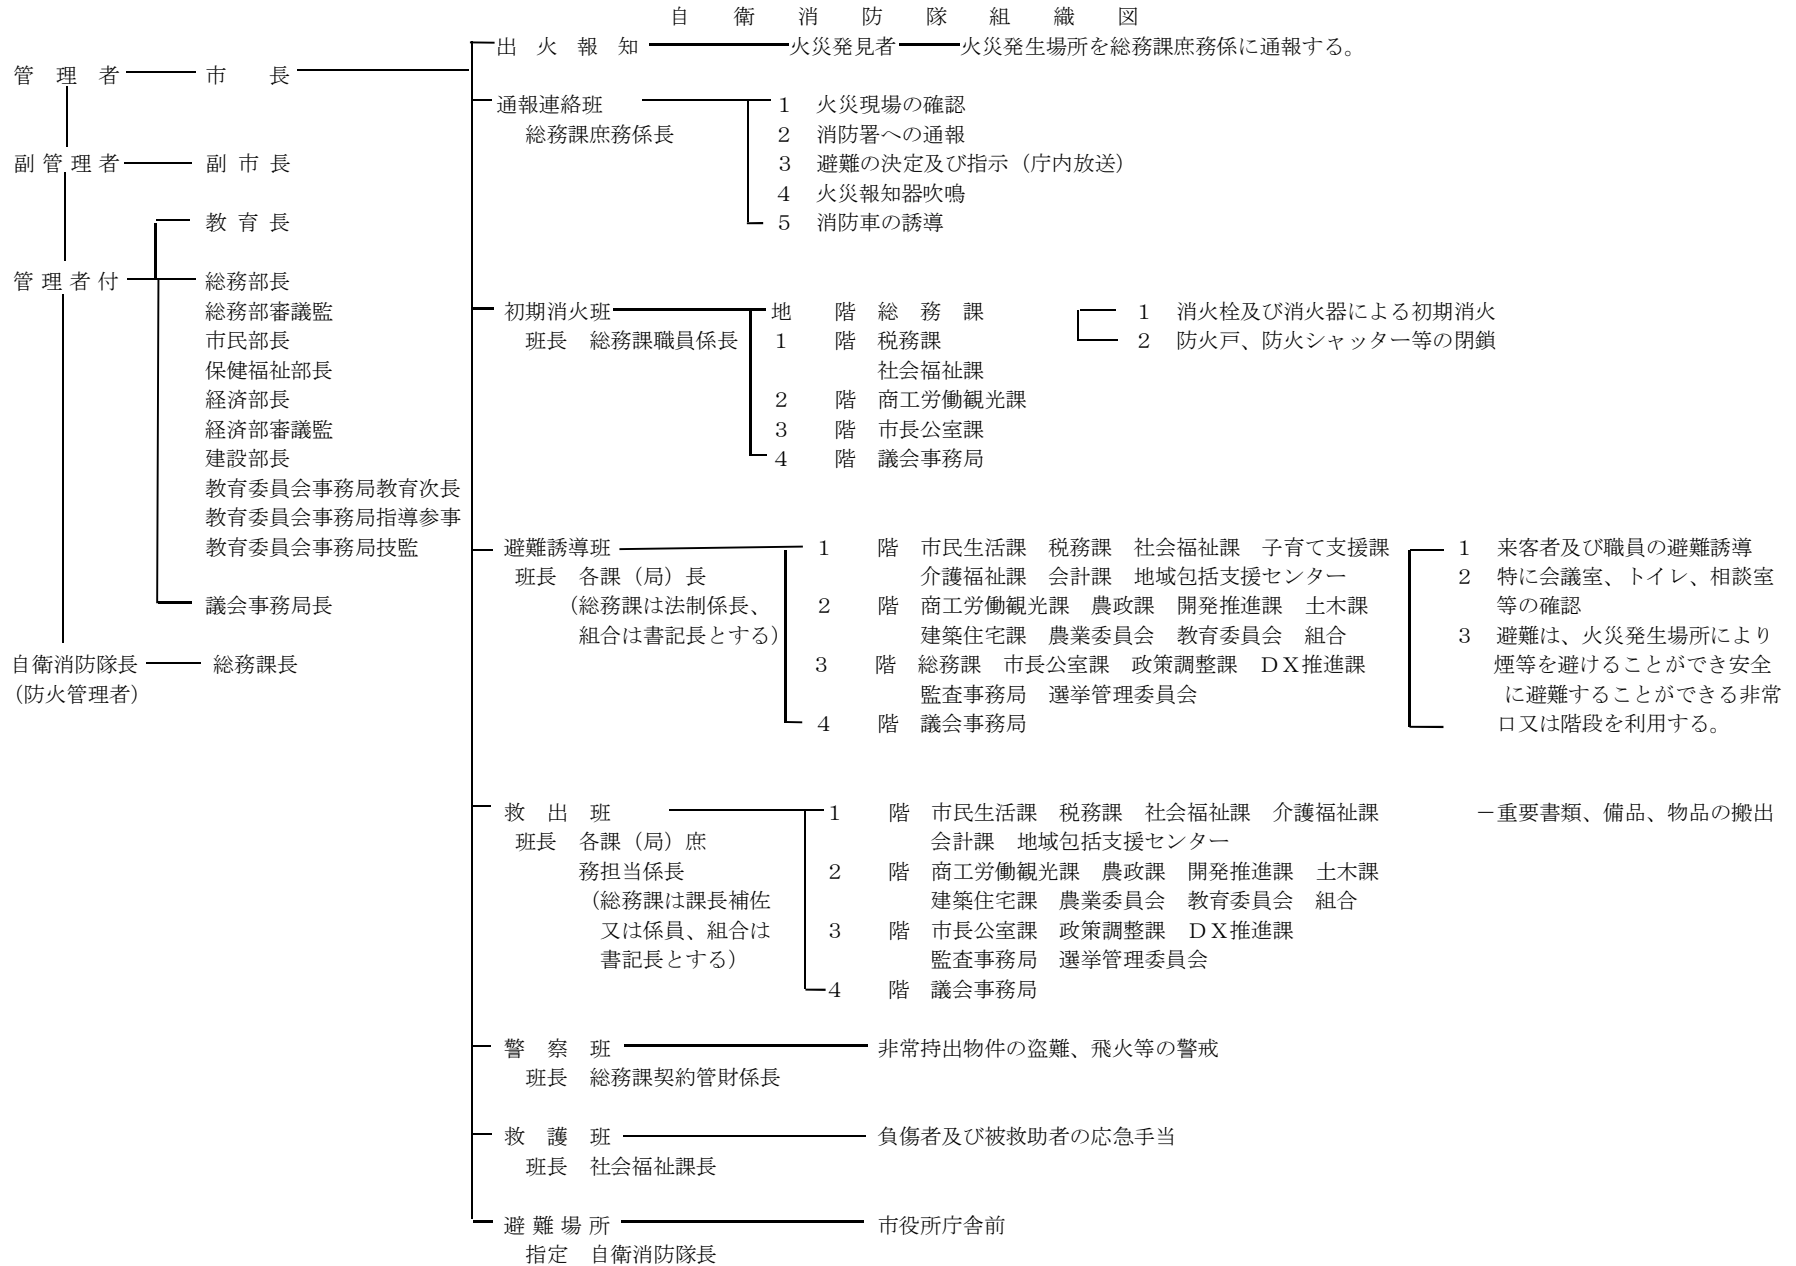 自衛消防隊組織図
出火報知 火災発見者 火災発生場所を総務課庶務係に通報する。
管理者 市長
通報連絡班 1 火災現場の確認
総務課庶務係長 2 消防署への通報
副管理者 副市長 3 避難の決定及び指示（庁内放送）
4 火災報知器吹鳴
教育長 5 消防車の誘導
管理者付 総務部長
総務部審議監 初期消火班 地階 総務課 1 消火栓及び消火器による初期消火
市民部長 班長 総務課職員係長 1階 税務課 2 防火戸、防火シャッター等の閉鎖
保健福祉部長 社会福祉課
経済部長 2階 商工労働観光課
経済部審議監 3階 市長公室課
建設部長 4階 議会事務局
教育委員会事務局教育次長
教育委員会事務局指導参事
教育委員会事務局技監 避難誘導班 1階 市民生活課 税務課 社会福祉課 子育て支援課 1 来客者及び職員の避難誘導
班長 各課（局）長 介護福祉課 会計課 地域包括支援センター 2 特に会議室、トイレ、相談室
議会事務局長 （総務課は法制係長、 2階 商工労働観光課 農政課 開発推進課 土木課 等の確認
組合は書記長とする） 建築住宅課 農業委員会 教育委員会 組合 3 避難は、火災発生場所により
自衛消防隊長 総務課長 3階 総務課 市長公室課 政策調整課 ＤＸ推進課 煙等を避けることができ安全
（防火管理者） 監査事務局 選挙管理委員会 に避難することができる非常
4階 議会事務局 口又は階段を利用する。
救出班 1階 市民生活課 税務課 社会福祉課 介護福祉課 －重要書類、備品、物品の搬出
班長 各課（局）庶 会計課 地域包括支援センター
務担当係長 2階 商工労働観光課 農政課 開発推進課 土木課
（総務課は課長補佐 建築住宅課 農業委員会 教育委員会 組合
又は係員、組合は 3階 市長公室課 政策調整課 ＤＸ推進課
書記長とする） 監査事務局 選挙管理委員会
4階 議会事務局
警察班 非常持出物件の盗難、飛火等の警戒
班長 総務課契約管財係長
救護班 負傷者及び被救助者の応急手当
班長 社会福祉課長
避難場所 市役所庁舎前
指定 自衛消防隊長